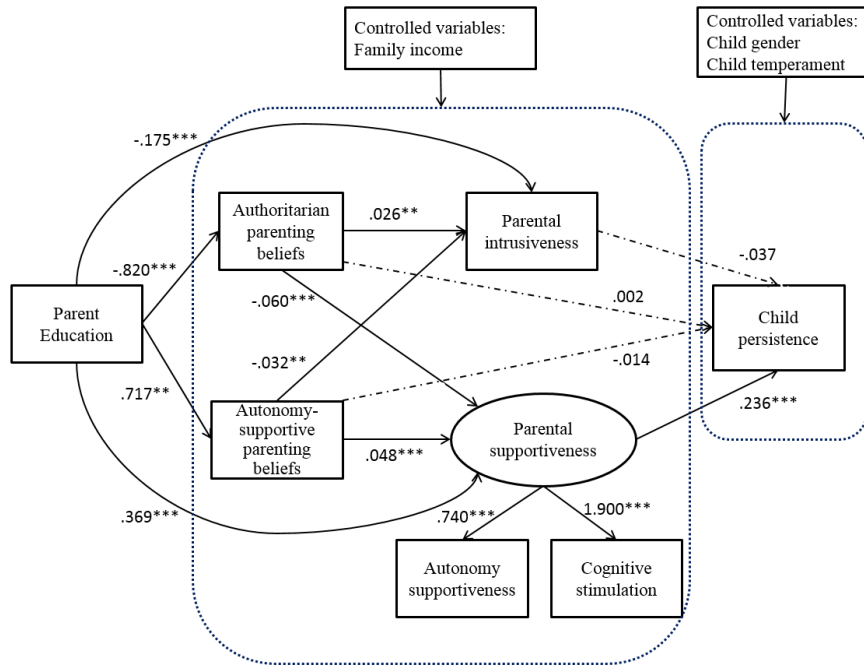 Controlled variables:
Family income
Controlled variables:
Child gender
Child temperament
-.175***
Authoritarian
parenting
beliefs
.026**
Parental
intrusiveness
-.820***
-.060***
-.037
.002
Parent
Education
Child
persistence
-.032**
-.014
.717**
Autonomy-
supportive
parenting
beliefs
.048***
Parental
supportiveness
.236***
.369***
.740***
1.900***
Autonomy
supportiveness
Cognitive
stimulation